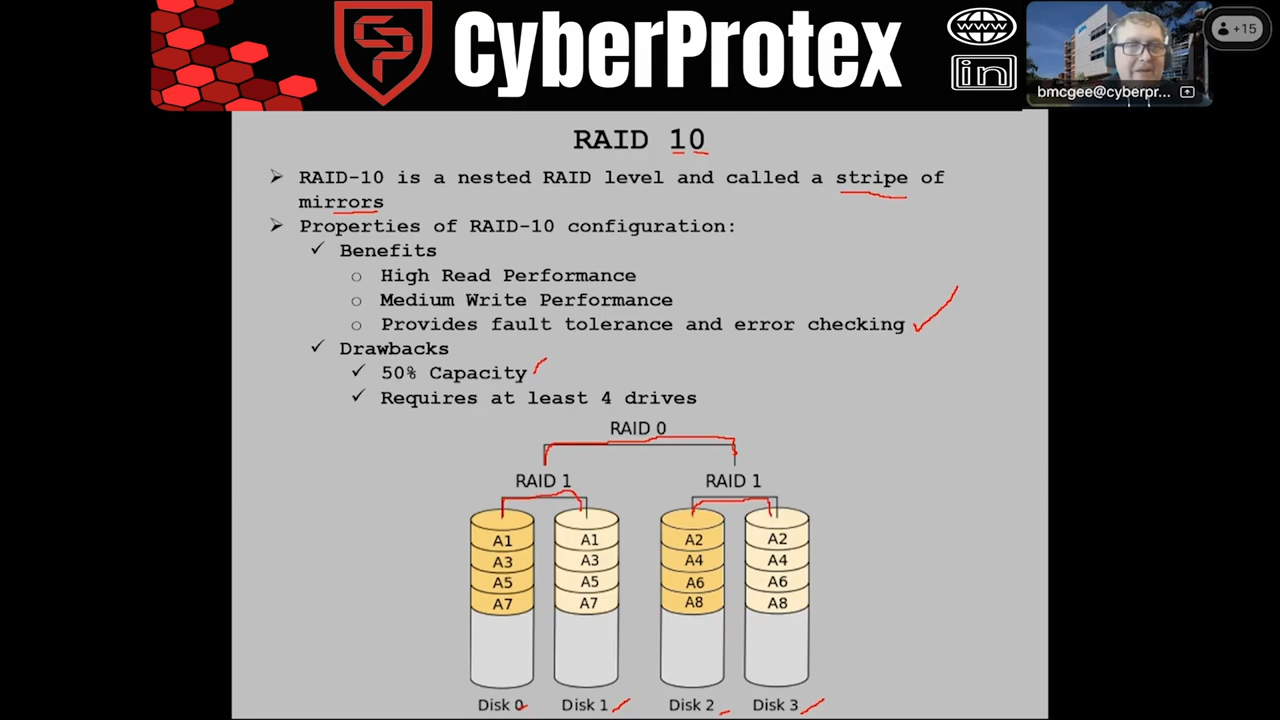 CyberProtex
WWW
in
+15
bmcgee@cyberpr...
RAID 10
➢ RAID-10 is a nested RAID level and called a stripe of
mirrors
➢ Properties of RAID-10 configuration:
✓ Benefits
○ High Read Performance
○ Medium Write Performance
○ Provides fault tolerance and error checking
✓ Drawbacks
✓ 50% Capacity
✓ Requires at least 4 drives
RAID 0
RAID 1 RAID 1
A1 A1 A2 A2
A3 A3 A4 A4
A5 A5 A6 A6
A7 A7 A8 A8
Disk 0 Disk 1 Disk 2 Disk 3